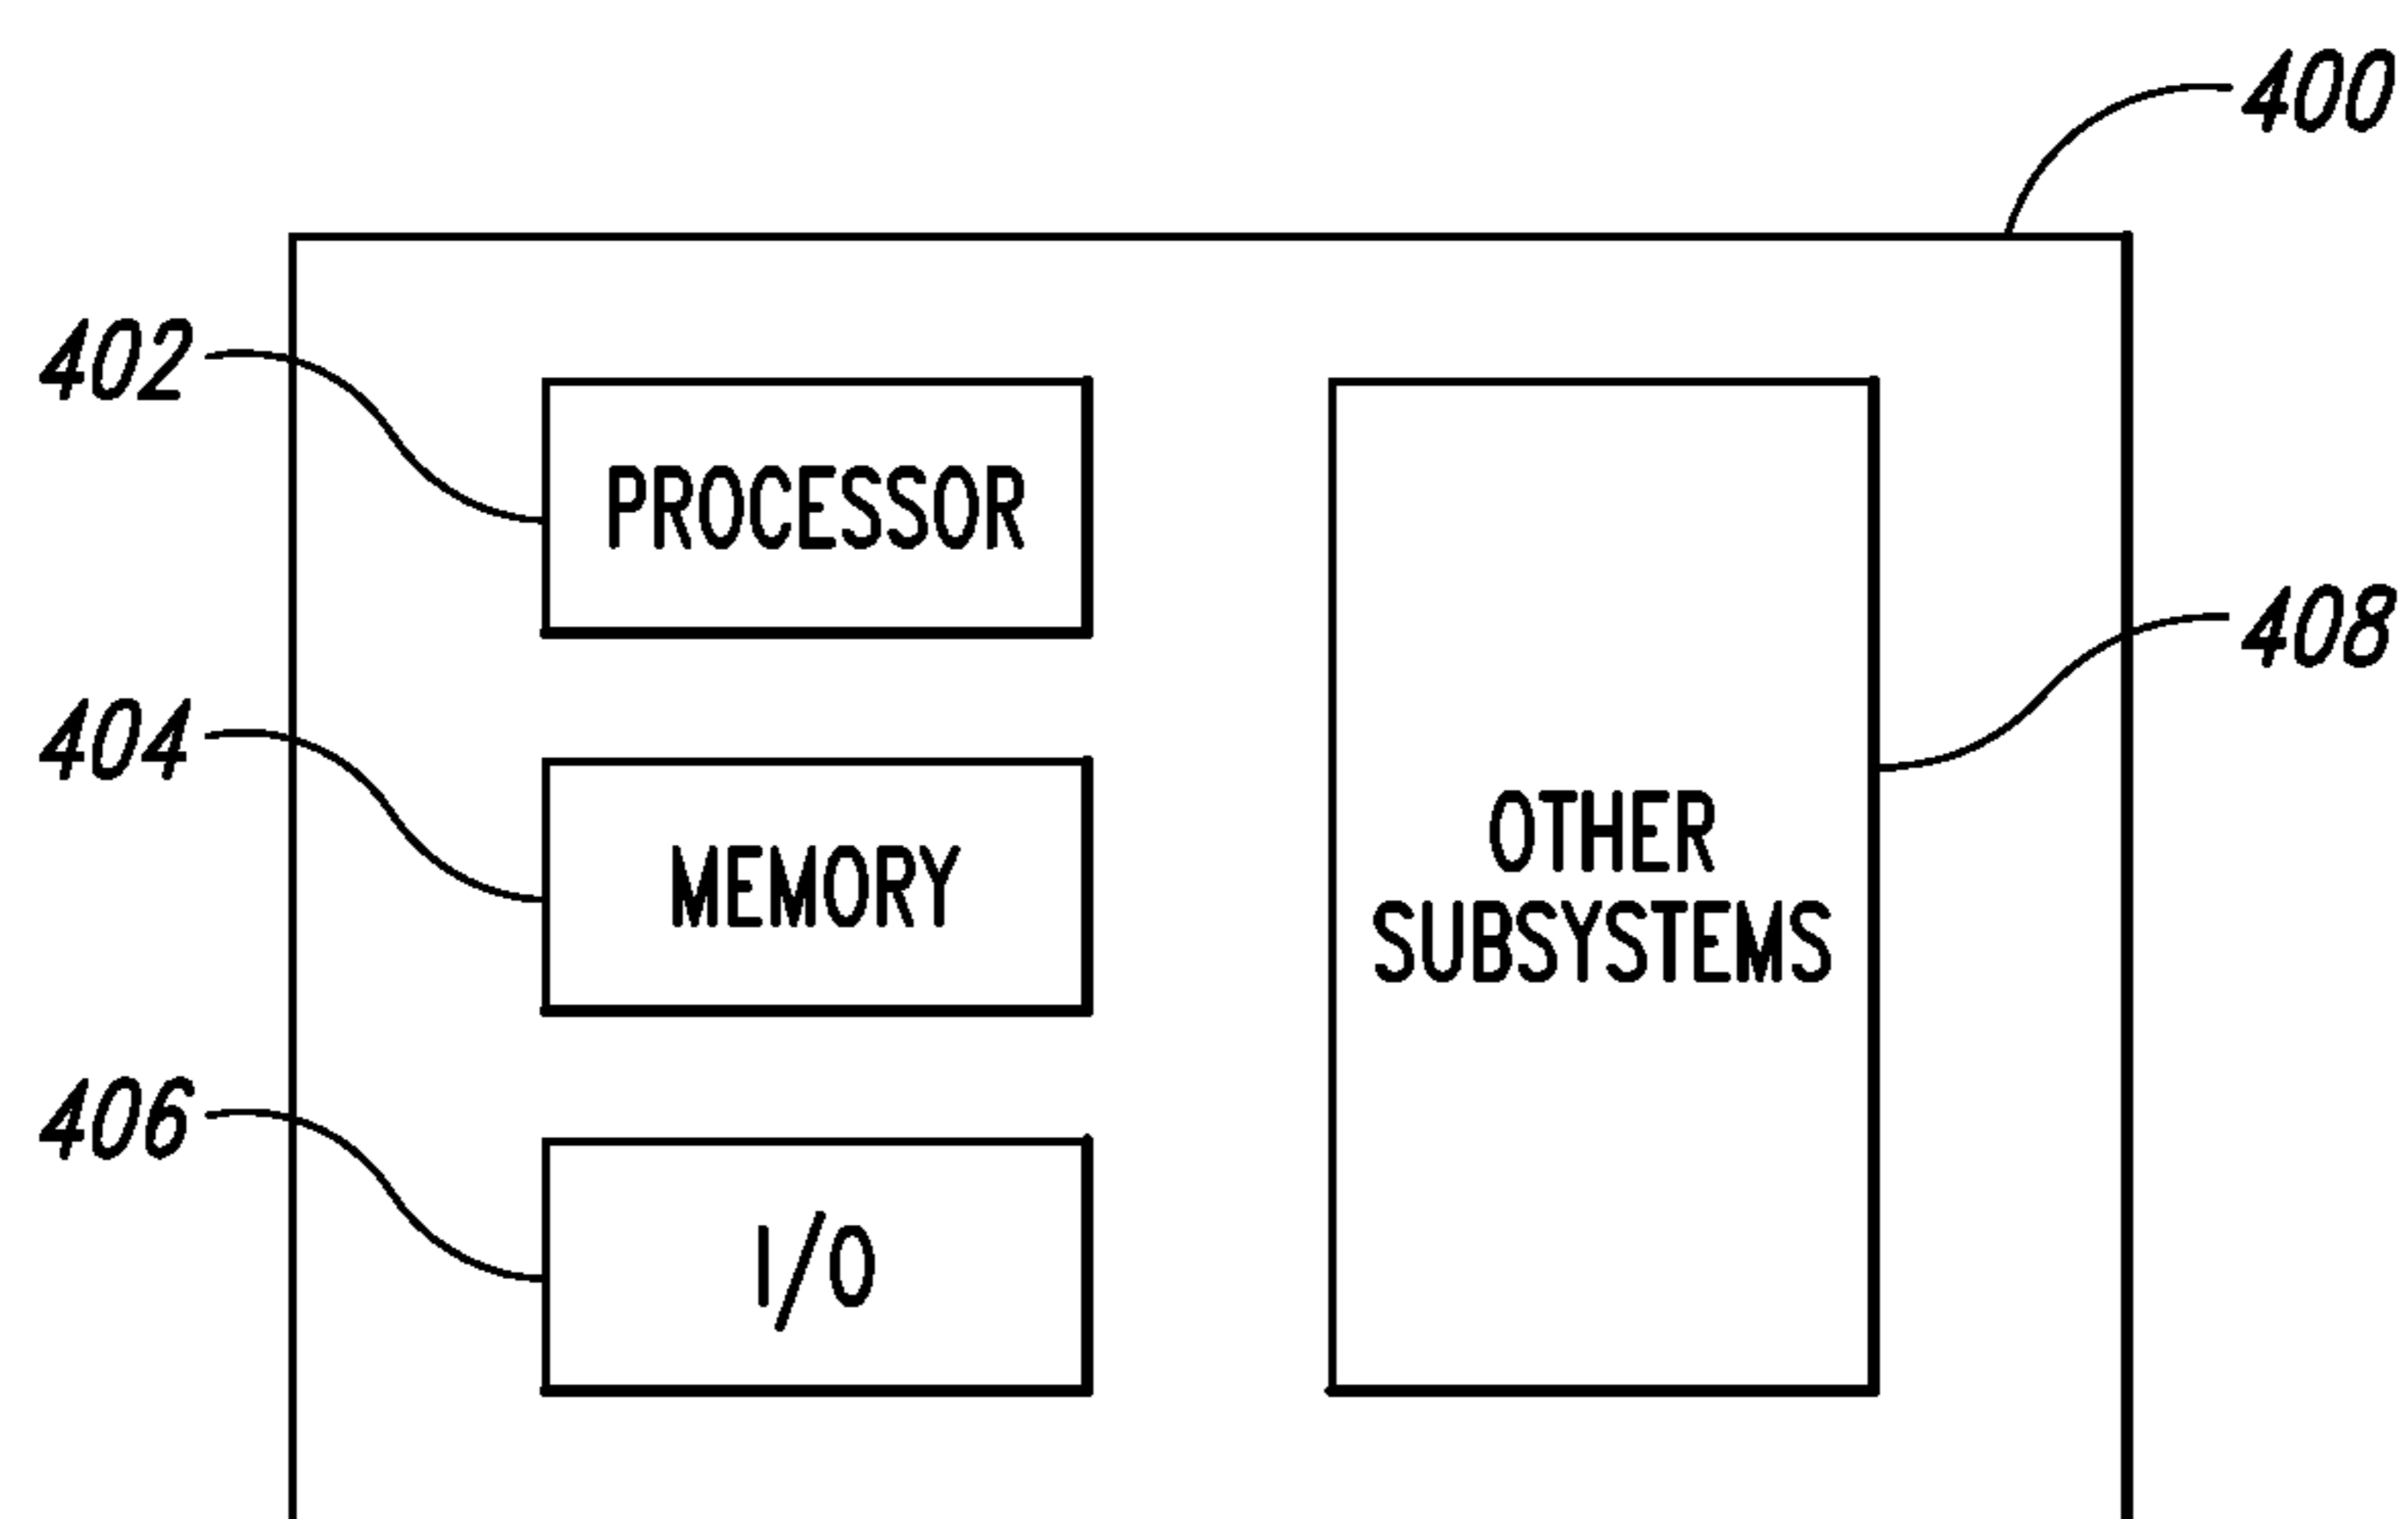 400
402
PROCESSOR
408
404
MEMORY
OTHER
SUBSYSTEMS
406
I/O